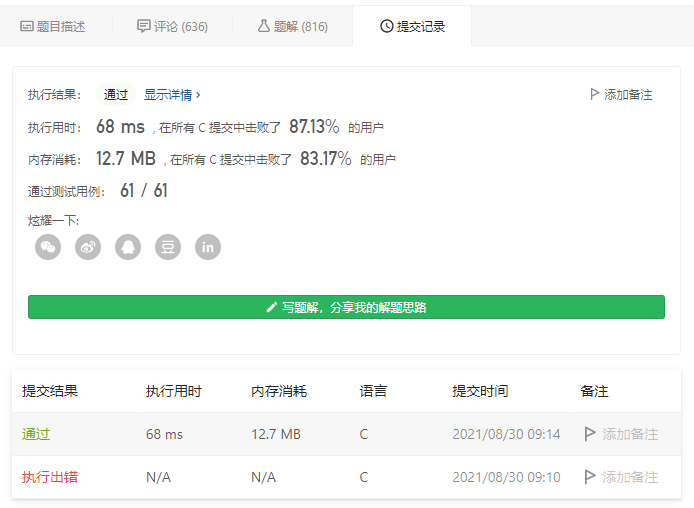 题目描述 评论 (636) 题解 (816) 提交记录
执行结果： 通过 显示详情 › 添加备注
执行用时： 68 ms , 在所有 C 提交中击败了 87.13% 的用户
内存消耗： 12.7 MB , 在所有 C 提交中击败了 83.17% 的用户
通过测试用例： 61 / 61
炫耀一下:
豆 in
写题解，分享我的解题思路
提交结果 执行用时 内存消耗 语言 提交时间 备注
通过 68 ms 12.7 MB C 2021/08/30 09:14 添加备注
执行出错 N/A N/A C 2021/08/30 09:10 添加备注